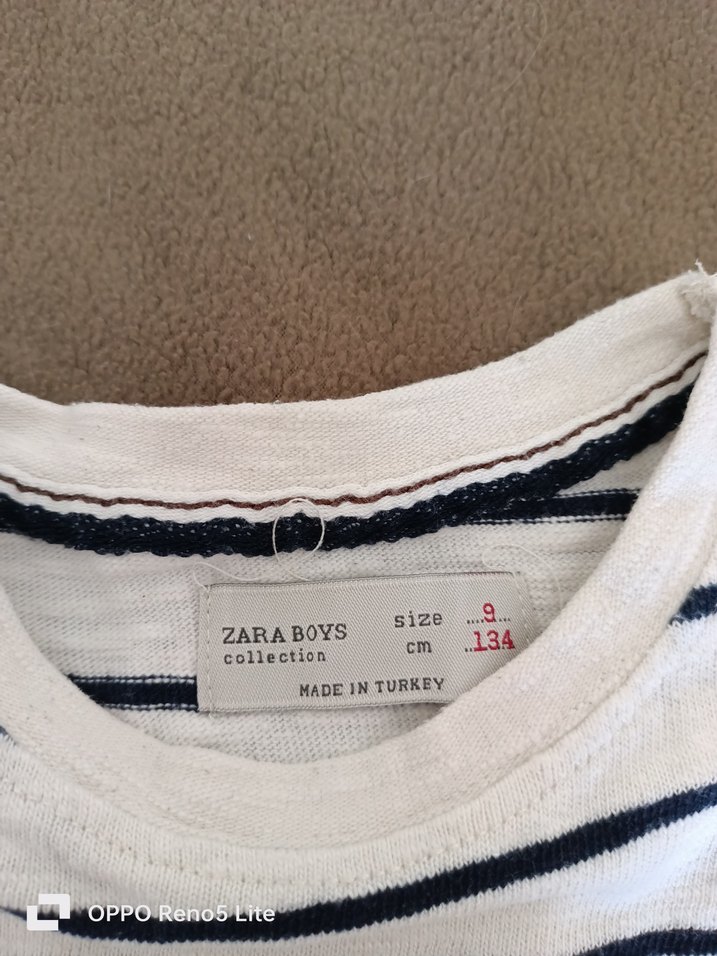 ZARA BOYS size ....9...
collection cm ..134
MADE IN TURKEY
OPPO Reno5 Lite